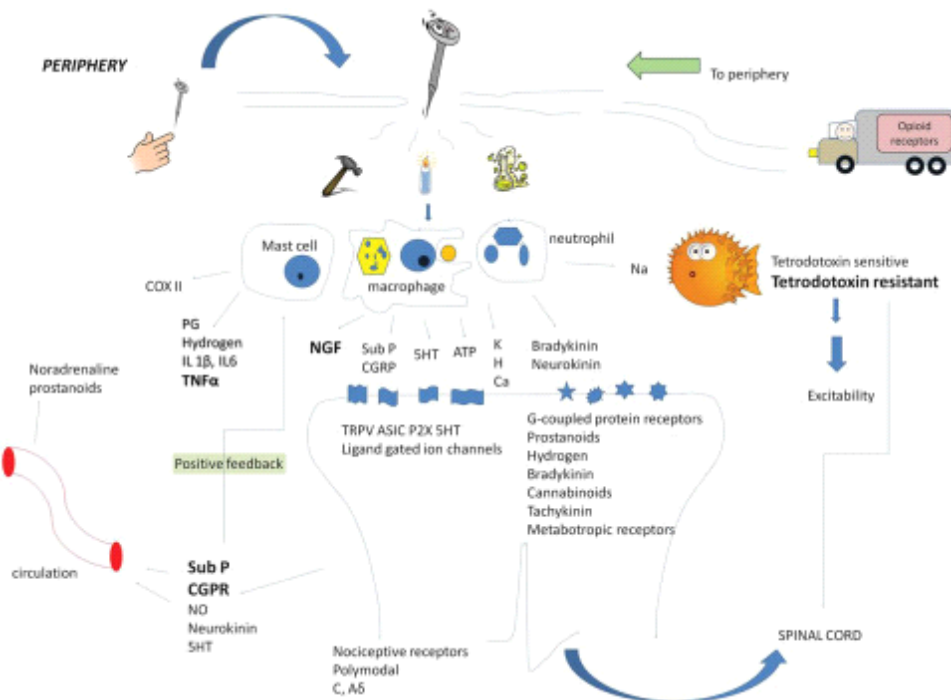 PERIPHERY
To periphery
Opioid
receptors
Mast cell
macrophage
neutrophil
COX II
Na
Tetrodotoxin sensitive
Tetrodotoxin resistant
PG
Hydrogen
IL 1β, IL6
TNFα
NGF
Sub P
CGRP
5HT
ATP
K
H
Ca
Bradykinin
Neurokinin
Excitability
Noradrenaline
prostanoids
TRPV ASIC P2X 5HT
Ligand gated ion channels
G-coupled protein receptors
Prostanoids
Hydrogen
Bradykinin
Cannabinoids
Tachykinin
Metabotropic receptors
Positive feedback
circulation
Sub P
CGPR
NO
Neurokinin
5HT
Nociceptive receptors
Polymodal
C, Aδ
SPINAL CORD